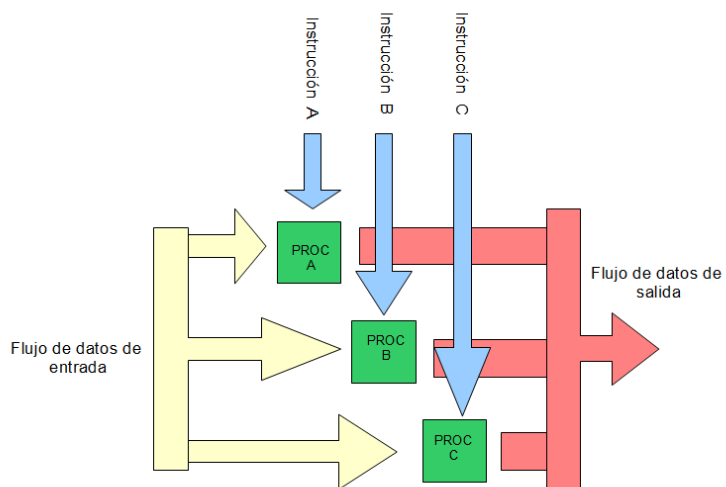 Instrucción A
Instrucción B
Instrucción C
PROC
A
Flujo de datos de
salida
PROC
B
Flujo de datos de
entrada
PROC
C